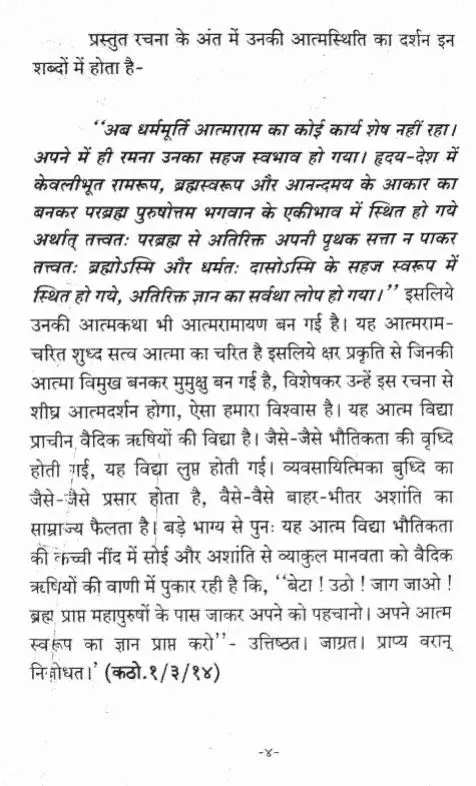 प्रस्तुत रचना के अंत में उनकी आत्मस्थिति का दर्शन इन
शब्दों में होता है-
"अब धर्ममूर्ति आत्माराम का कोई कार्य शेष नहीं रहा।
अपने में ही रमना उनका सहज स्वभाव हो गया। हृदय-देश में
केवलीभूत रामरूप, ब्रह्मस्वरूप और आनन्दमय के आकार का
बनकर परब्रह्म पुरुषोत्तम भगवान के एकीभाव में स्थित हो गये
अर्थात् तत्त्वतः परब्रह्म से अतिरिक्त अपनी पृथक सत्ता न पाकर
तत्त्वतः ब्रह्मोऽस्मि और धर्मतः दासोऽस्मि के सहज स्वरूप में
स्थित हो गये, अतिरिक्त ज्ञान का सर्वथा लोप हो गया।" इसलिये
उनकी आत्मकथा भी आत्मरामायण बन गई है। यह आत्मराम-
चरित शुध्द सत्व आत्मा का चरित है इसलिये क्षर प्रकृति से जिनकी
आत्मा विमुख बनकर मुमुक्षु बन गई है, विशेषकर उन्हें इस रचना से
शीघ्र आत्मदर्शन होगा, ऐसा हमारा विश्वास है। यह आत्म विद्या
प्राचीन वैदिक ऋषियों की विद्या है। जैसे-जैसे भौतिकता की वृध्दि
होती गई, यह विद्या लुप्त होती गई। व्यवसायित्मिका बुध्दि का
जैसे-जैसे प्रसार होता है, वैसे-वैसे बाहर-भीतर अशांति का
साम्राज्य फैलता है। बड़े भाग्य से पुनः यह आत्म विद्या भौतिकता
की कच्ची नींद में सोई और अशांति से व्याकुल मानवता को वैदिक
ऋषियों की वाणी में पुकार रही है कि, "बेटा ! उठो ! जाग जाओ !
ब्रह्म प्राप्त महापुरुषों के पास जाकर अपने को पहचानो। अपने आत्म
स्वरूप का ज्ञान प्राप्त करो"- उत्तिष्ठत। जाग्रत। प्राप्य वरान्
निबोधत।' (कठो.१/३/१४)
-४-